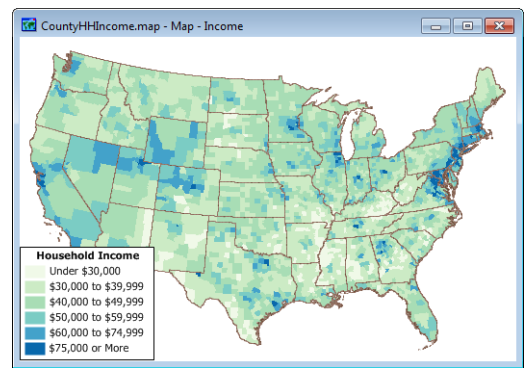 CountyHHIncome.map - Map - Income
Household Income
Under $30,000
$30,000 to $39,999
$40,000 to $49,999
$50,000 to $59,999
$60,000 to $74,999
$75,000 or More